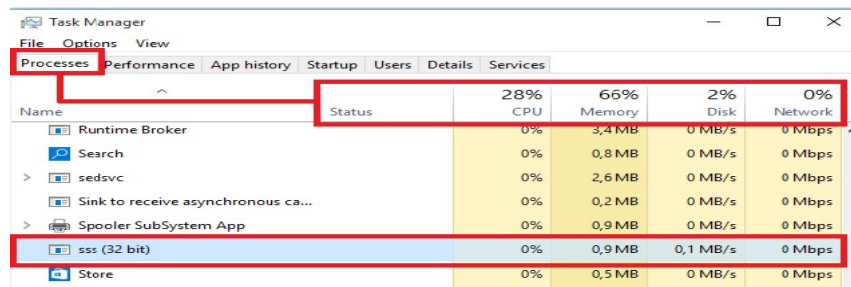 Task Manager
File Options View
Processes Performance App history Startup Users Details Services
28% 66% 2% 0%
Name Status CPU Memory Disk Network
Runtime Broker 0% 3,4 MB 0 MB/s 0 Mbps
Search 0% 0,8 MB 0 MB/s 0 Mbps
sedsvc 0% 2,6 MB 0 MB/s 0 Mbps
Sink to receive asynchronous ca... 0% 0,2 MB 0 MB/s 0 Mbps
Spooler SubSystem App 0% 0,9 MB 0 MB/s 0 Mbps
sss (32 bit) 0% 0,9 MB 0,1 MB/s 0 Mbps
Store 0% 0,5 MB 0 MB/s 0 Mbps